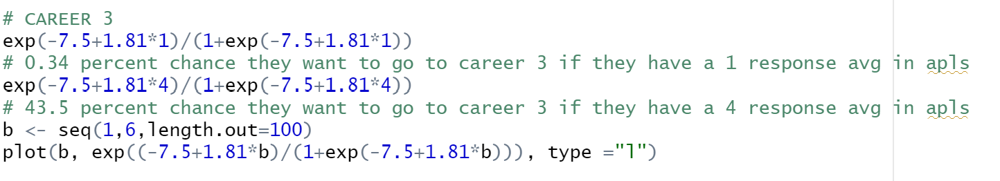 # CAREER 3
exp(-7.5+1.81*1)/(1+exp(-7.5+1.81*1))
# 0.34 percent chance they want to go to career 3 if they have a 1 response avg in apls
exp(-7.5+1.81*4)/(1+exp(-7.5+1.81*4))
# 43.5 percent chance they want to go to career 3 if they have a 4 response avg in apls
b <- seq(1,6,length.out=100)
plot(b, exp((-7.5+1.81*b)/(1+exp(-7.5+1.81*b))), type ="l")